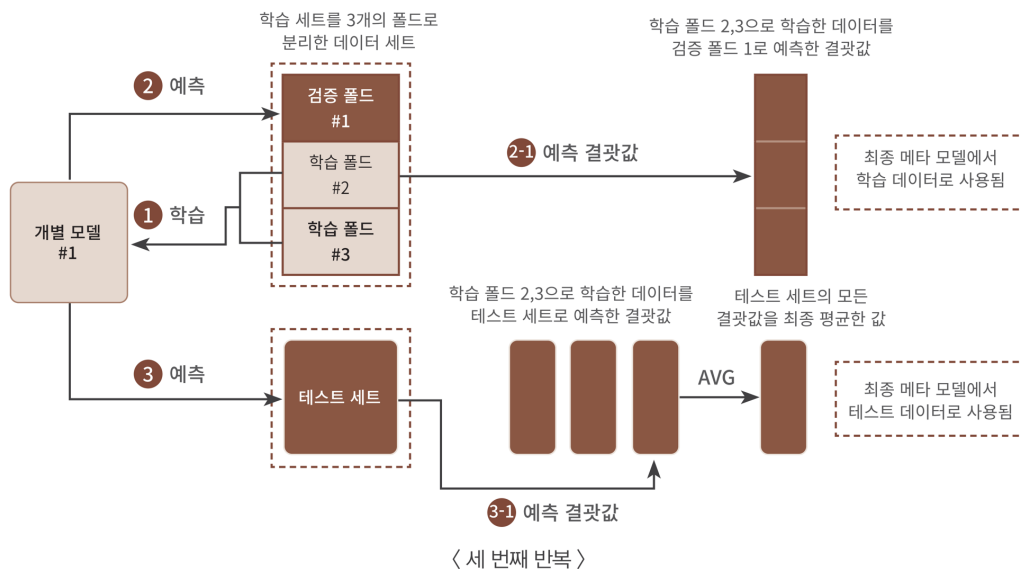 학습 세트를 3개의 폴드로
분리한 데이터 세트
학습 폴드 2,3으로 학습한 데이터를
검증 폴드 1로 예측한 결괏값
2 예측
검증 폴드
#1
2-1 예측 결괏값
학습 폴드
#2
최종 메타 모델에서
학습 데이터로 사용됨
1 학습
개별 모델
#1
학습 폴드
#3
학습 폴드 2,3으로 학습한 데이터를
테스트 세트로 예측한 결괏값
테스트 세트의 모든
결괏값을 최종 평균한 값
3 예측
테스트 세트
AVG
최종 메타 모델에서
테스트 데이터로 사용됨
3-1 예측 결괏값
〈 세 번째 반복 〉